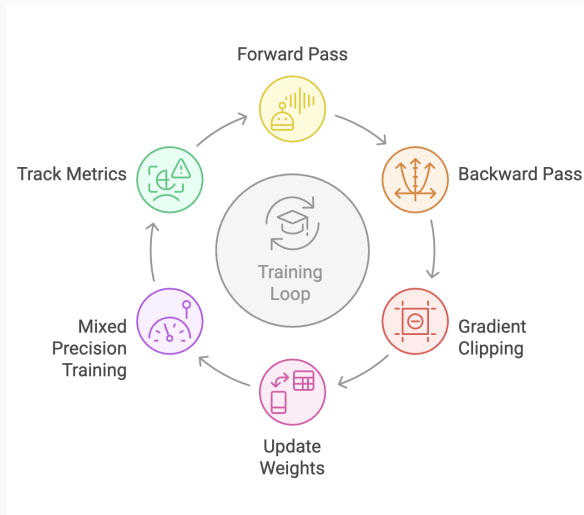 Forward Pass
Backward Pass
Gradient
Clipping
Update
Weights
Mixed
Precision
Training
Track Metrics
Training
Loop